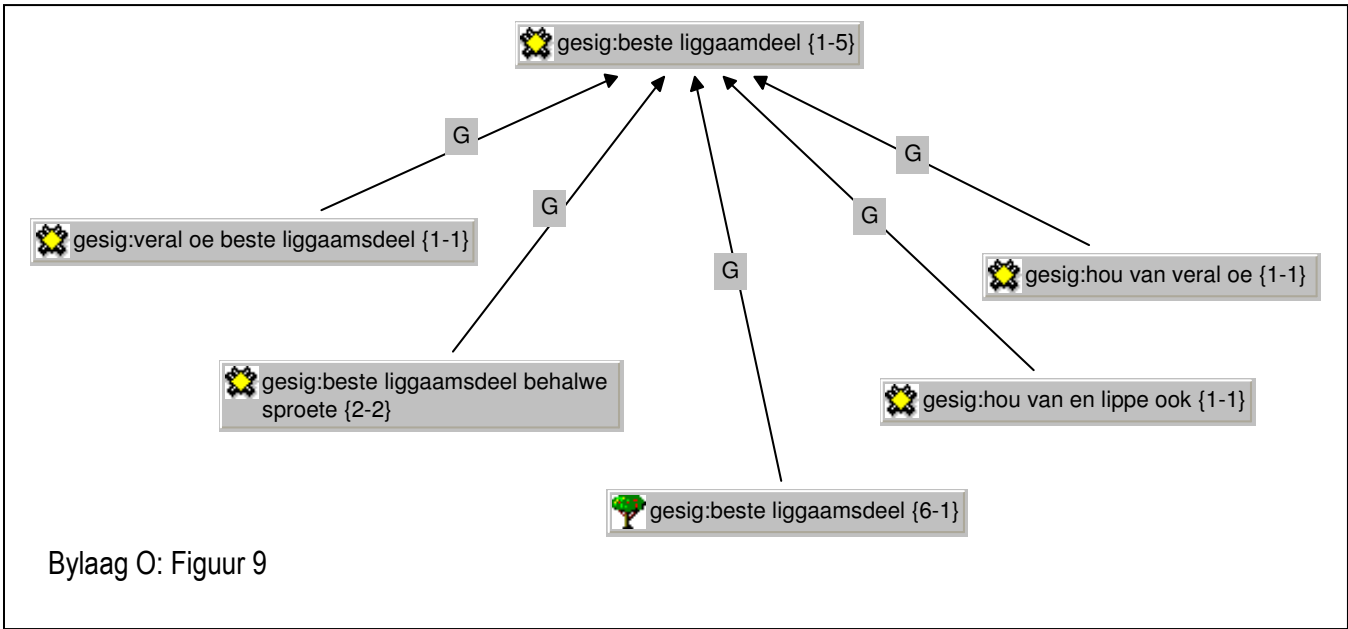 gesig:beste liggaamdeel {1-5}
G
G
G
G
G
gesig:veral oe beste liggaamsdeel {1-1}
gesig:hou van veral oe {1-1}
gesig:beste liggaamsdeel behalwe
sproete {2-2}
gesig:hou van en lippe ook {1-1}
gesig:beste liggaamsdeel {6-1}
Bylaag O: Figuur 9